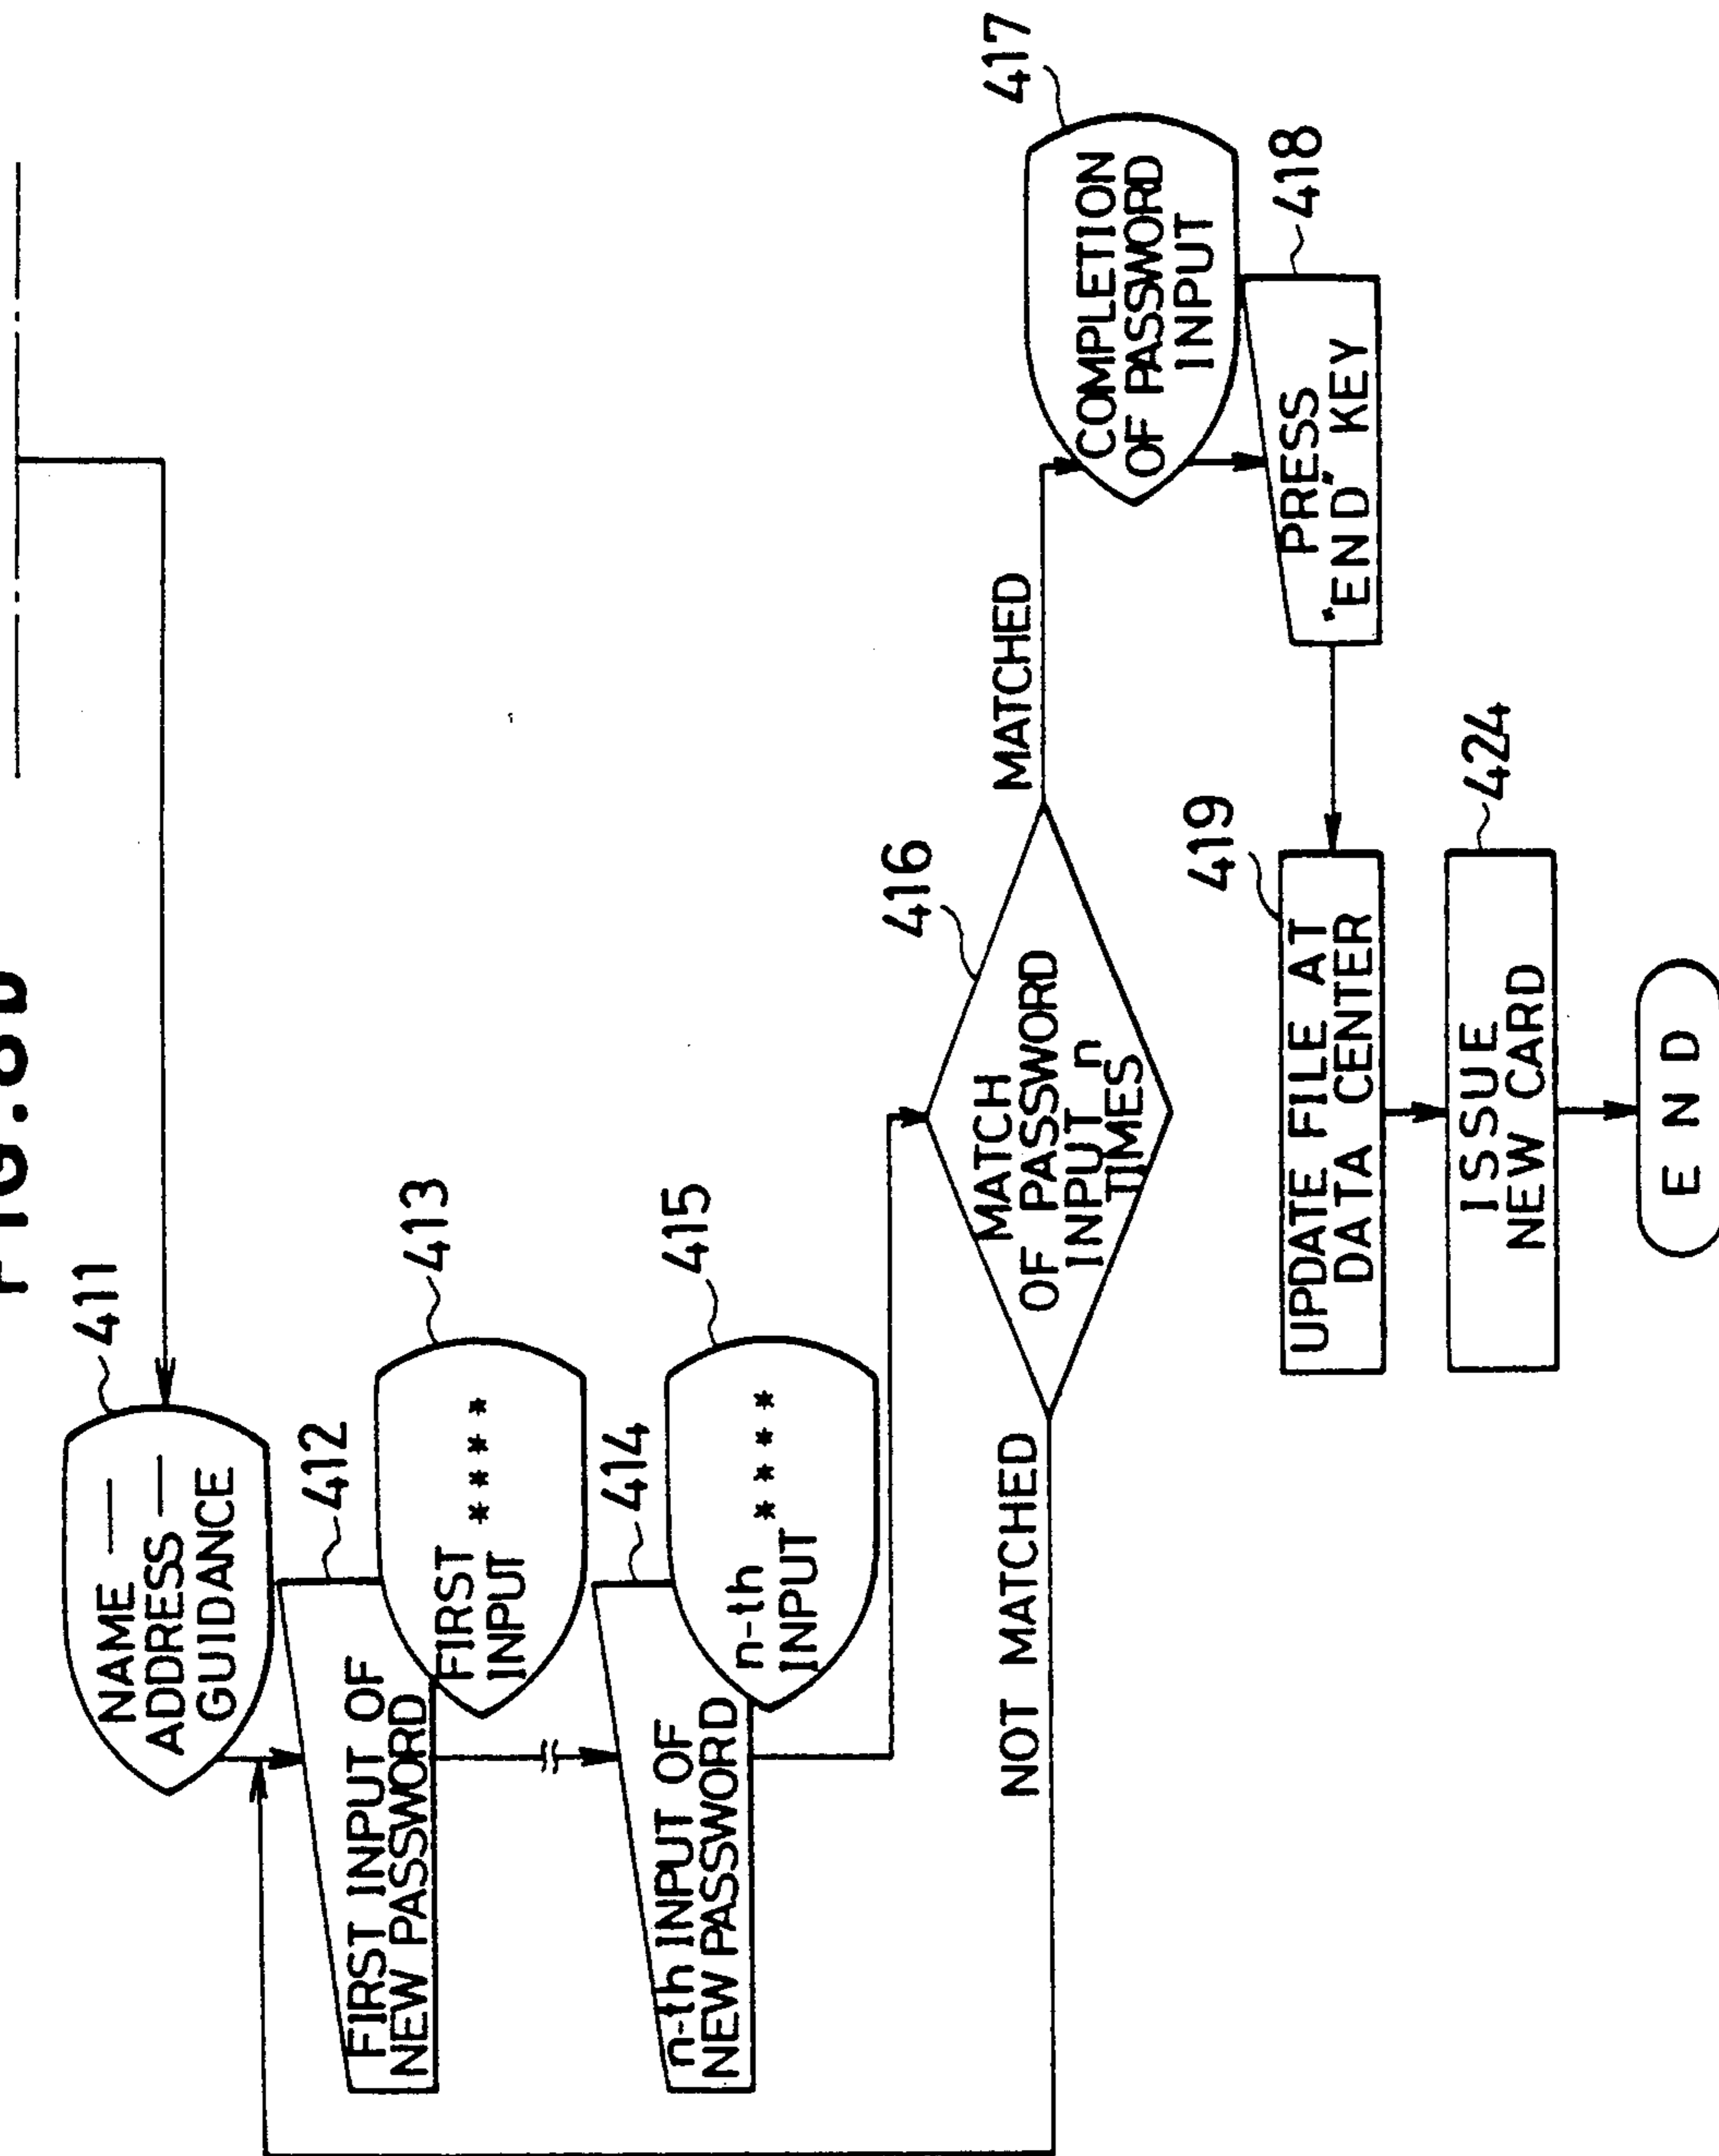 411
NAME —
ADDRESS —
GUIDANCE
412
FIRST INPUT OF
NEW PASSWORD
413
FIRST
INPUT ****
414
n-th INPUT OF
NEW PASSWORD
415
n-th
INPUT ****
416
MATCH
OF PASSWORD
INPUT n
TIMES
NOT MATCHED
MATCHED
417
COMPLETION
OF PASSWORD
INPUT
418
PRESS
"END" KEY
419
UPDATE FILE AT
DATA CENTER
424
ISSUE
NEW CARD
END